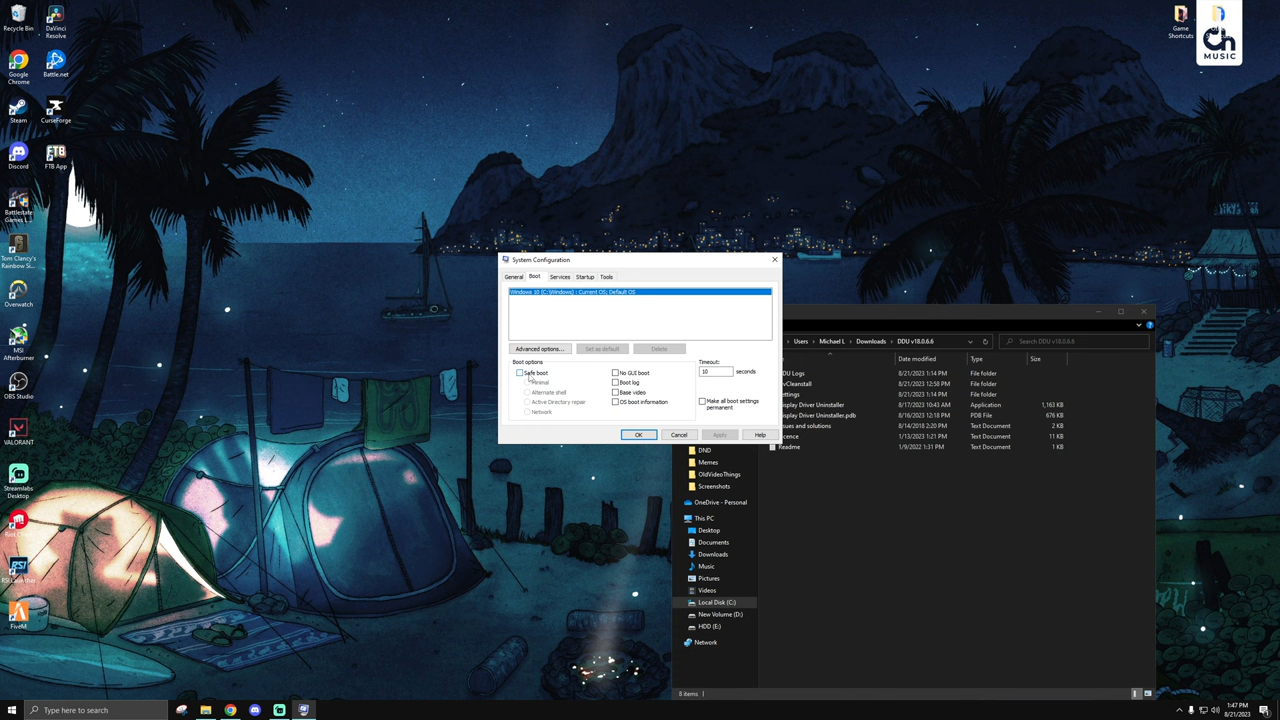 Recycle Bin
DaVinci Resolve
Google Chrome
Battle.net
Steam
CurseForge
Discord
FTB App
Battlestate Games L...
Tom Clancy's Rainbow Si...
Overwatch
MSI Afterburner
OBS Studio
VALORANT
Streamlabs Desktop
RSI Launcher
FiveM
Game Shortcuts
MUSIC
System Configuration
General Boot Services Startup Tools
Windows 10 (C:\Windows) : Current OS; Default OS
Advanced options... Set as default Delete
Boot options
Timeout:
Safe boot
No GUI boot
10 seconds
Minimal
Boot log
Alternate shell
Base video
Active Directory repair
OS boot information
Make all boot settings permanent
Network
OK Cancel Apply Help
Users > Michael L > Downloads > DDU v18.0.6.6
Search DDU v18.0.6.6
Date modified Type Size
DU Logs 8/21/2023 1:14 PM File folder
vCleanstall 8/21/2023 12:58 PM File folder
ettings 8/21/2023 1:14 PM File folder
isplay Driver Uninstaller 8/17/2023 10:43 AM Application 1,163 KB
isplay Driver Uninstaller.pdb 8/16/2023 12:18 PM PDB File 676 KB
ssues and solutions 8/14/2018 2:20 PM Text Document 2 KB
icence 1/13/2023 1:21 PM Text Document 11 KB
Readme 1/9/2022 1:31 PM Text Document 1 KB
DND
Memes
OldVideoThings
Screenshots
OneDrive - Personal
This PC
Desktop
Documents
Downloads
Music
Pictures
Videos
Local Disk (C:)
New Volume (D:)
HDD (E:)
Network
8 items
Type here to search
1:47 PM
8/21/2023